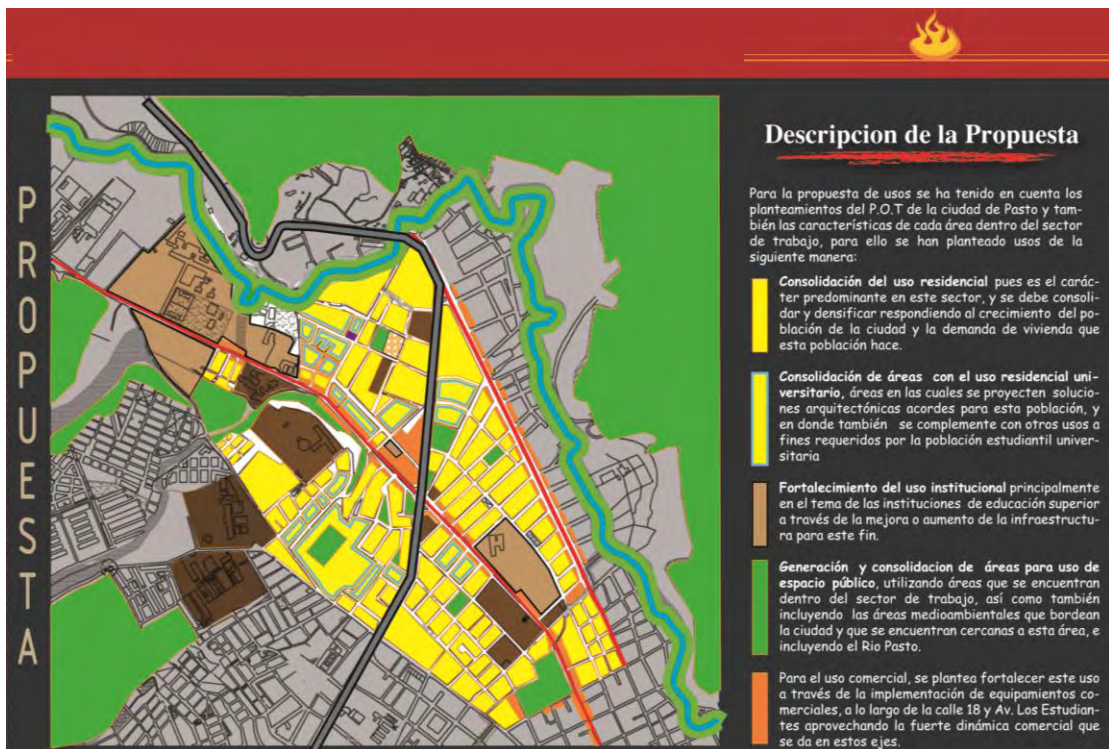 PROPUESTA
Descripcion de la Propuesta
Para la propuesta de usos se ha tenido en cuenta los
planteamientos del P.O.T de la ciudad de Pasto y tam-
bién las características de cada área dentro del sector
de trabajo, para ello se han planteado usos de la
siguiente manera:
Consolidación del uso residencial pues es el carác-
ter predominante en este sector, y se debe consoli-
dar y densificar respondiendo al crecimiento del po-
blación de la ciudad y la demanda de vivienda que
esta población hace.
Consolidación de áreas con el uso residencial uni-
versitario, áreas en las cuales se proyecten solucio-
nes arquitectónicas acordes para esta población, y
en donde también se complemente con otros usos a
fines requeridos por la población estudiantil univer-
sitaria
Fortalecimiento del uso institucional principalmente
en el tema de las instituciones de educación superior
a través de la mejora o aumento de la infraestructu-
ra para este fin.
Generación y consolidacion de áreas para uso de
espacio público, utilizando áreas que se encuentran
dentro del sector de trabajo, así como también
incluyendo las áreas medioambientales que bordean
la ciudad y que se encuentran cercanas a esta área, e
incluyendo el Rio Pasto.
Para el uso comercial, se plantea fortalecer este uso
a través de la implementación de equipamientos co-
merciales, a lo largo de la calle 18 y Av. Los Estudian-
tes aprovechando la fuerte dinámica comercial que
se da en estos ejes.